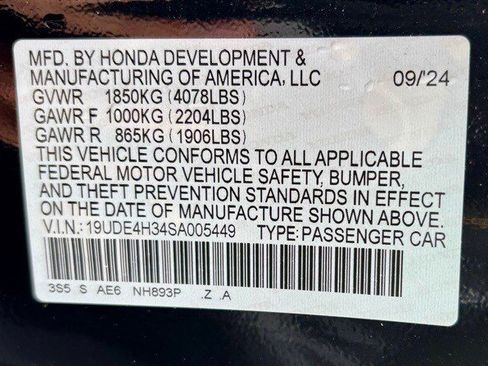 MFD. BY HONDA DEVELOPMENT &
MANUFACTURING OF AMERICA, LLC 09/24
GVWR 1850KG (4078LBS)
GAWR F 1000KG (2204LBS)
GAWR R 865KG (1906LBS)
THIS VEHICLE CONFORMS TO ALL APPLICABLE
FEDERAL MOTOR VEHICLE SAFETY, BUMPER,
AND THEFT PREVENTION STANDARDS IN EFFECT
ON THE DATE OF MANUFACTURE SHOWN ABOVE.
V.I.N.: 19UDE4H34SA005449 TYPE: PASSENGER CAR
3S5 S AE6 NH893P .Z .A